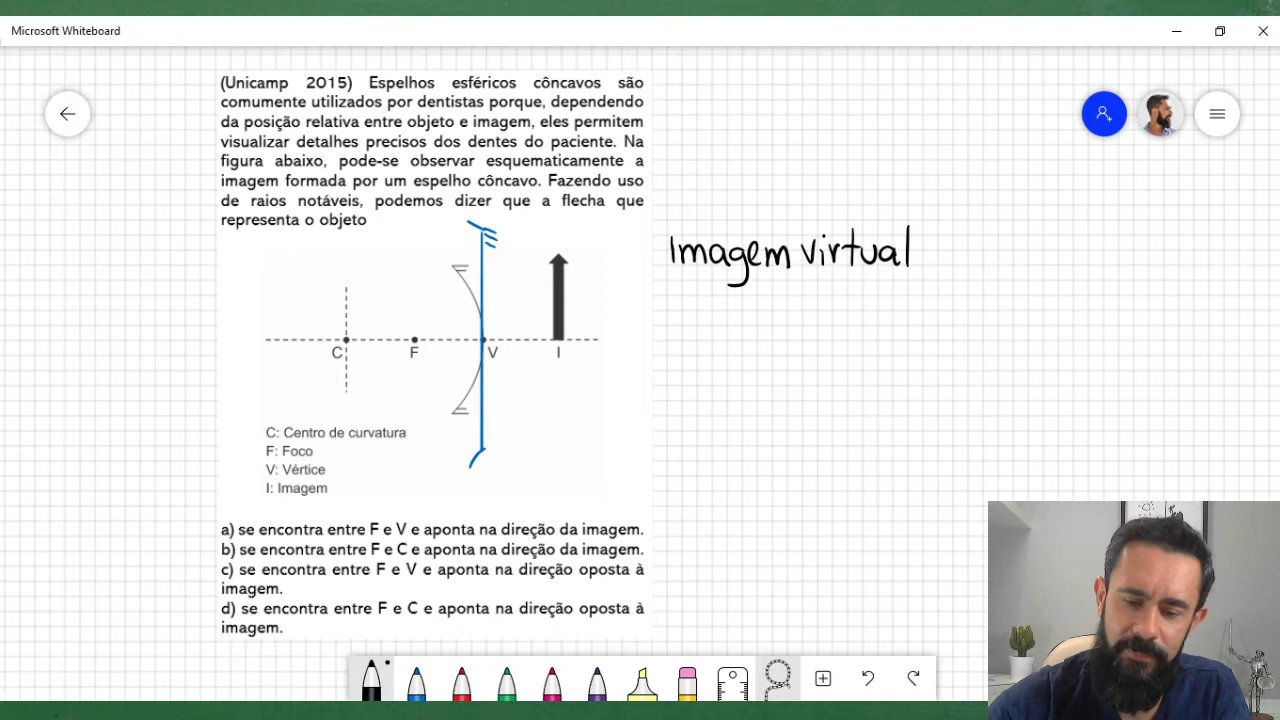 Microsoft Whiteboard
(Unicamp 2015) Espelhos esféricos côncavos são
comumente utilizados por dentistas porque, dependendo
da posição relativa entre objeto e imagem, eles permitem
visualizar detalhes precisos dos dentes do paciente. Na
figura abaixo, pode-se observar esquematicamente a
imagem formada por um espelho côncavo. Fazendo uso
de raios notáveis, podemos dizer que a flecha que
representa o objeto
Imagem virtual
C F V I
C: Centro de curvatura
F: Foco
V: Vértice
I: Imagem
a) se encontra entre F e V e aponta na direção da imagem.
b) se encontra entre F e C e aponta na direção da imagem.
c) se encontra entre F e V e aponta na direção oposta à
imagem.
d) se encontra entre F e C e aponta na direção oposta à
imagem.